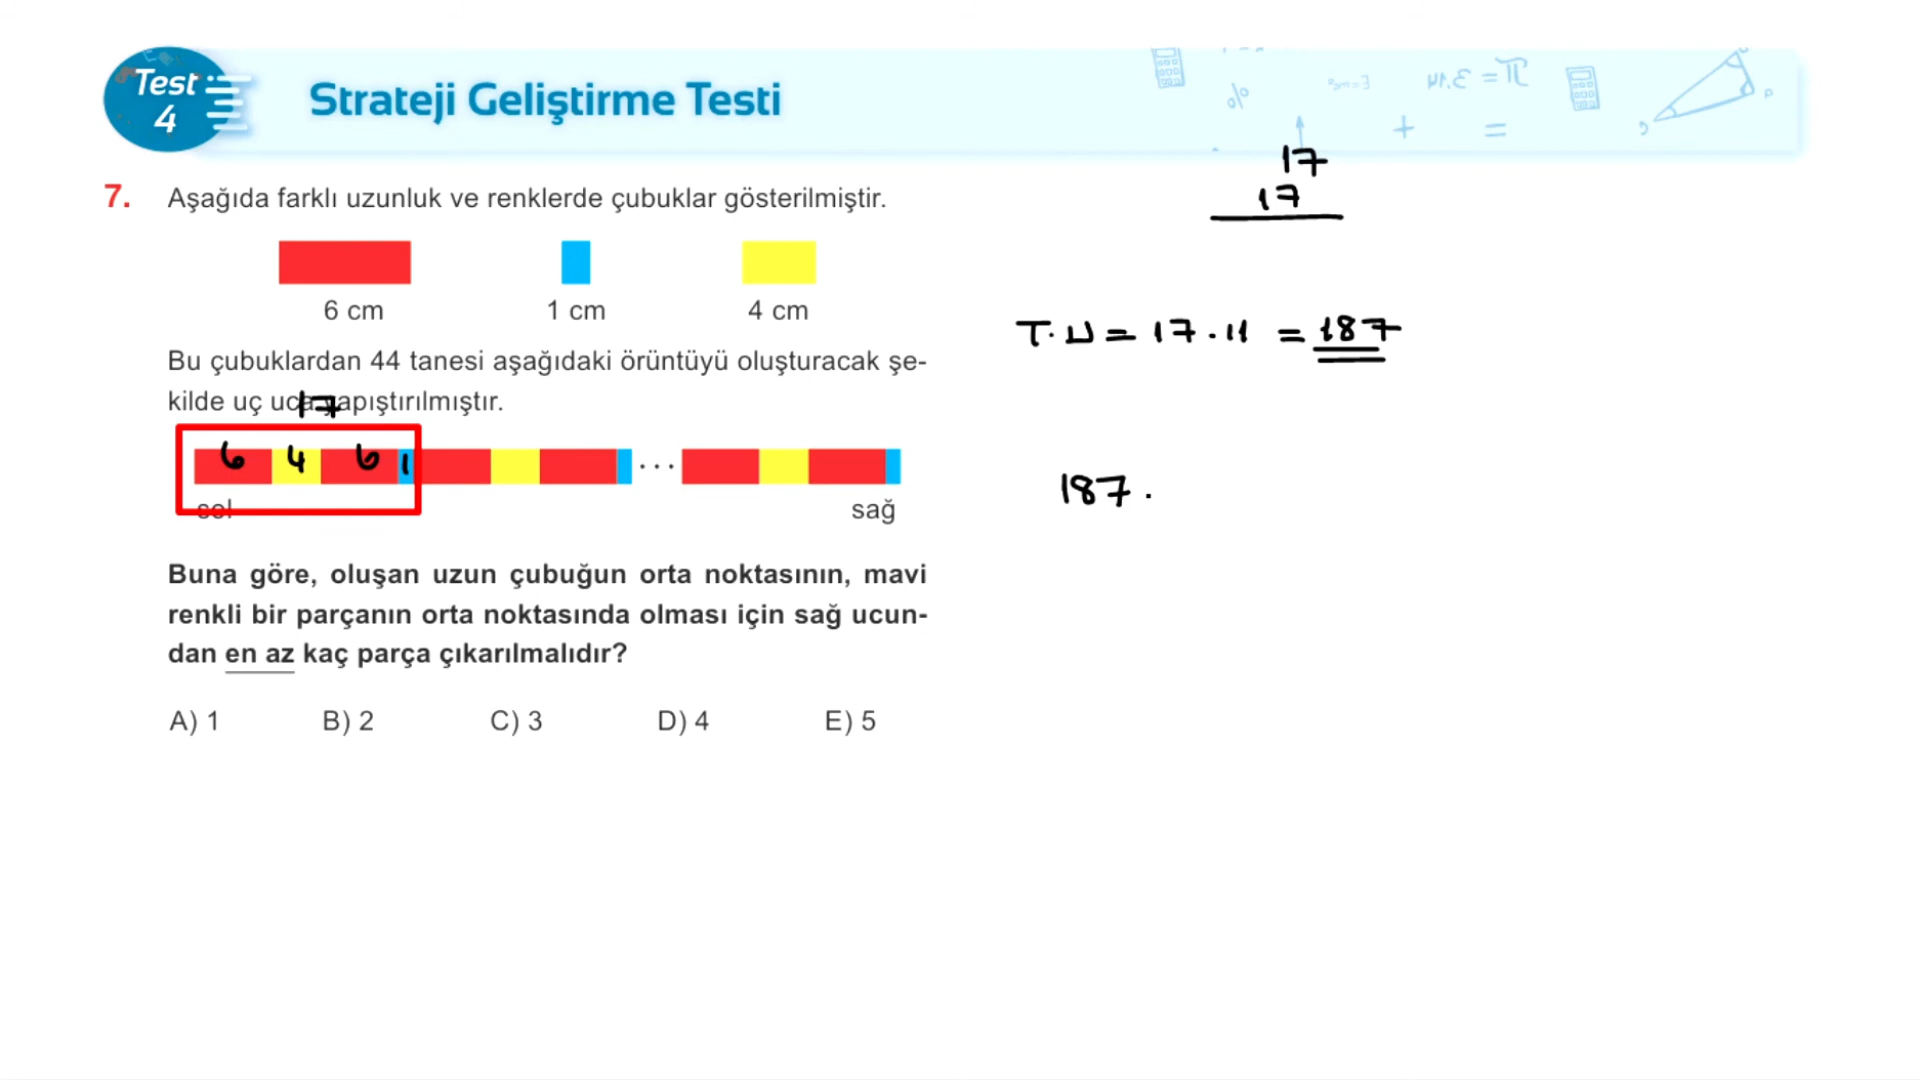 Test
4
Strateji Geliştirme Testi
17
17
7. Aşağıda farklı uzunluk ve renklerde çubuklar gösterilmiştir.
6 cm 1 cm 4 cm
T.U = 17.11 = 187
Bu çubuklardan 44 tanesi aşağıdaki örüntüyü oluşturacak şe-
kilde uç uca yapıştırılmıştır.
17
6 4 6 1 ...
sol sağ
187.
Buna göre, oluşan uzun çubuğun orta noktasının, mavi
renkli bir parçanın orta noktasında olması için sağ ucun-
dan en az kaç parça çıkarılmalıdır?
A) 1 B) 2 C) 3 D) 4 E) 5